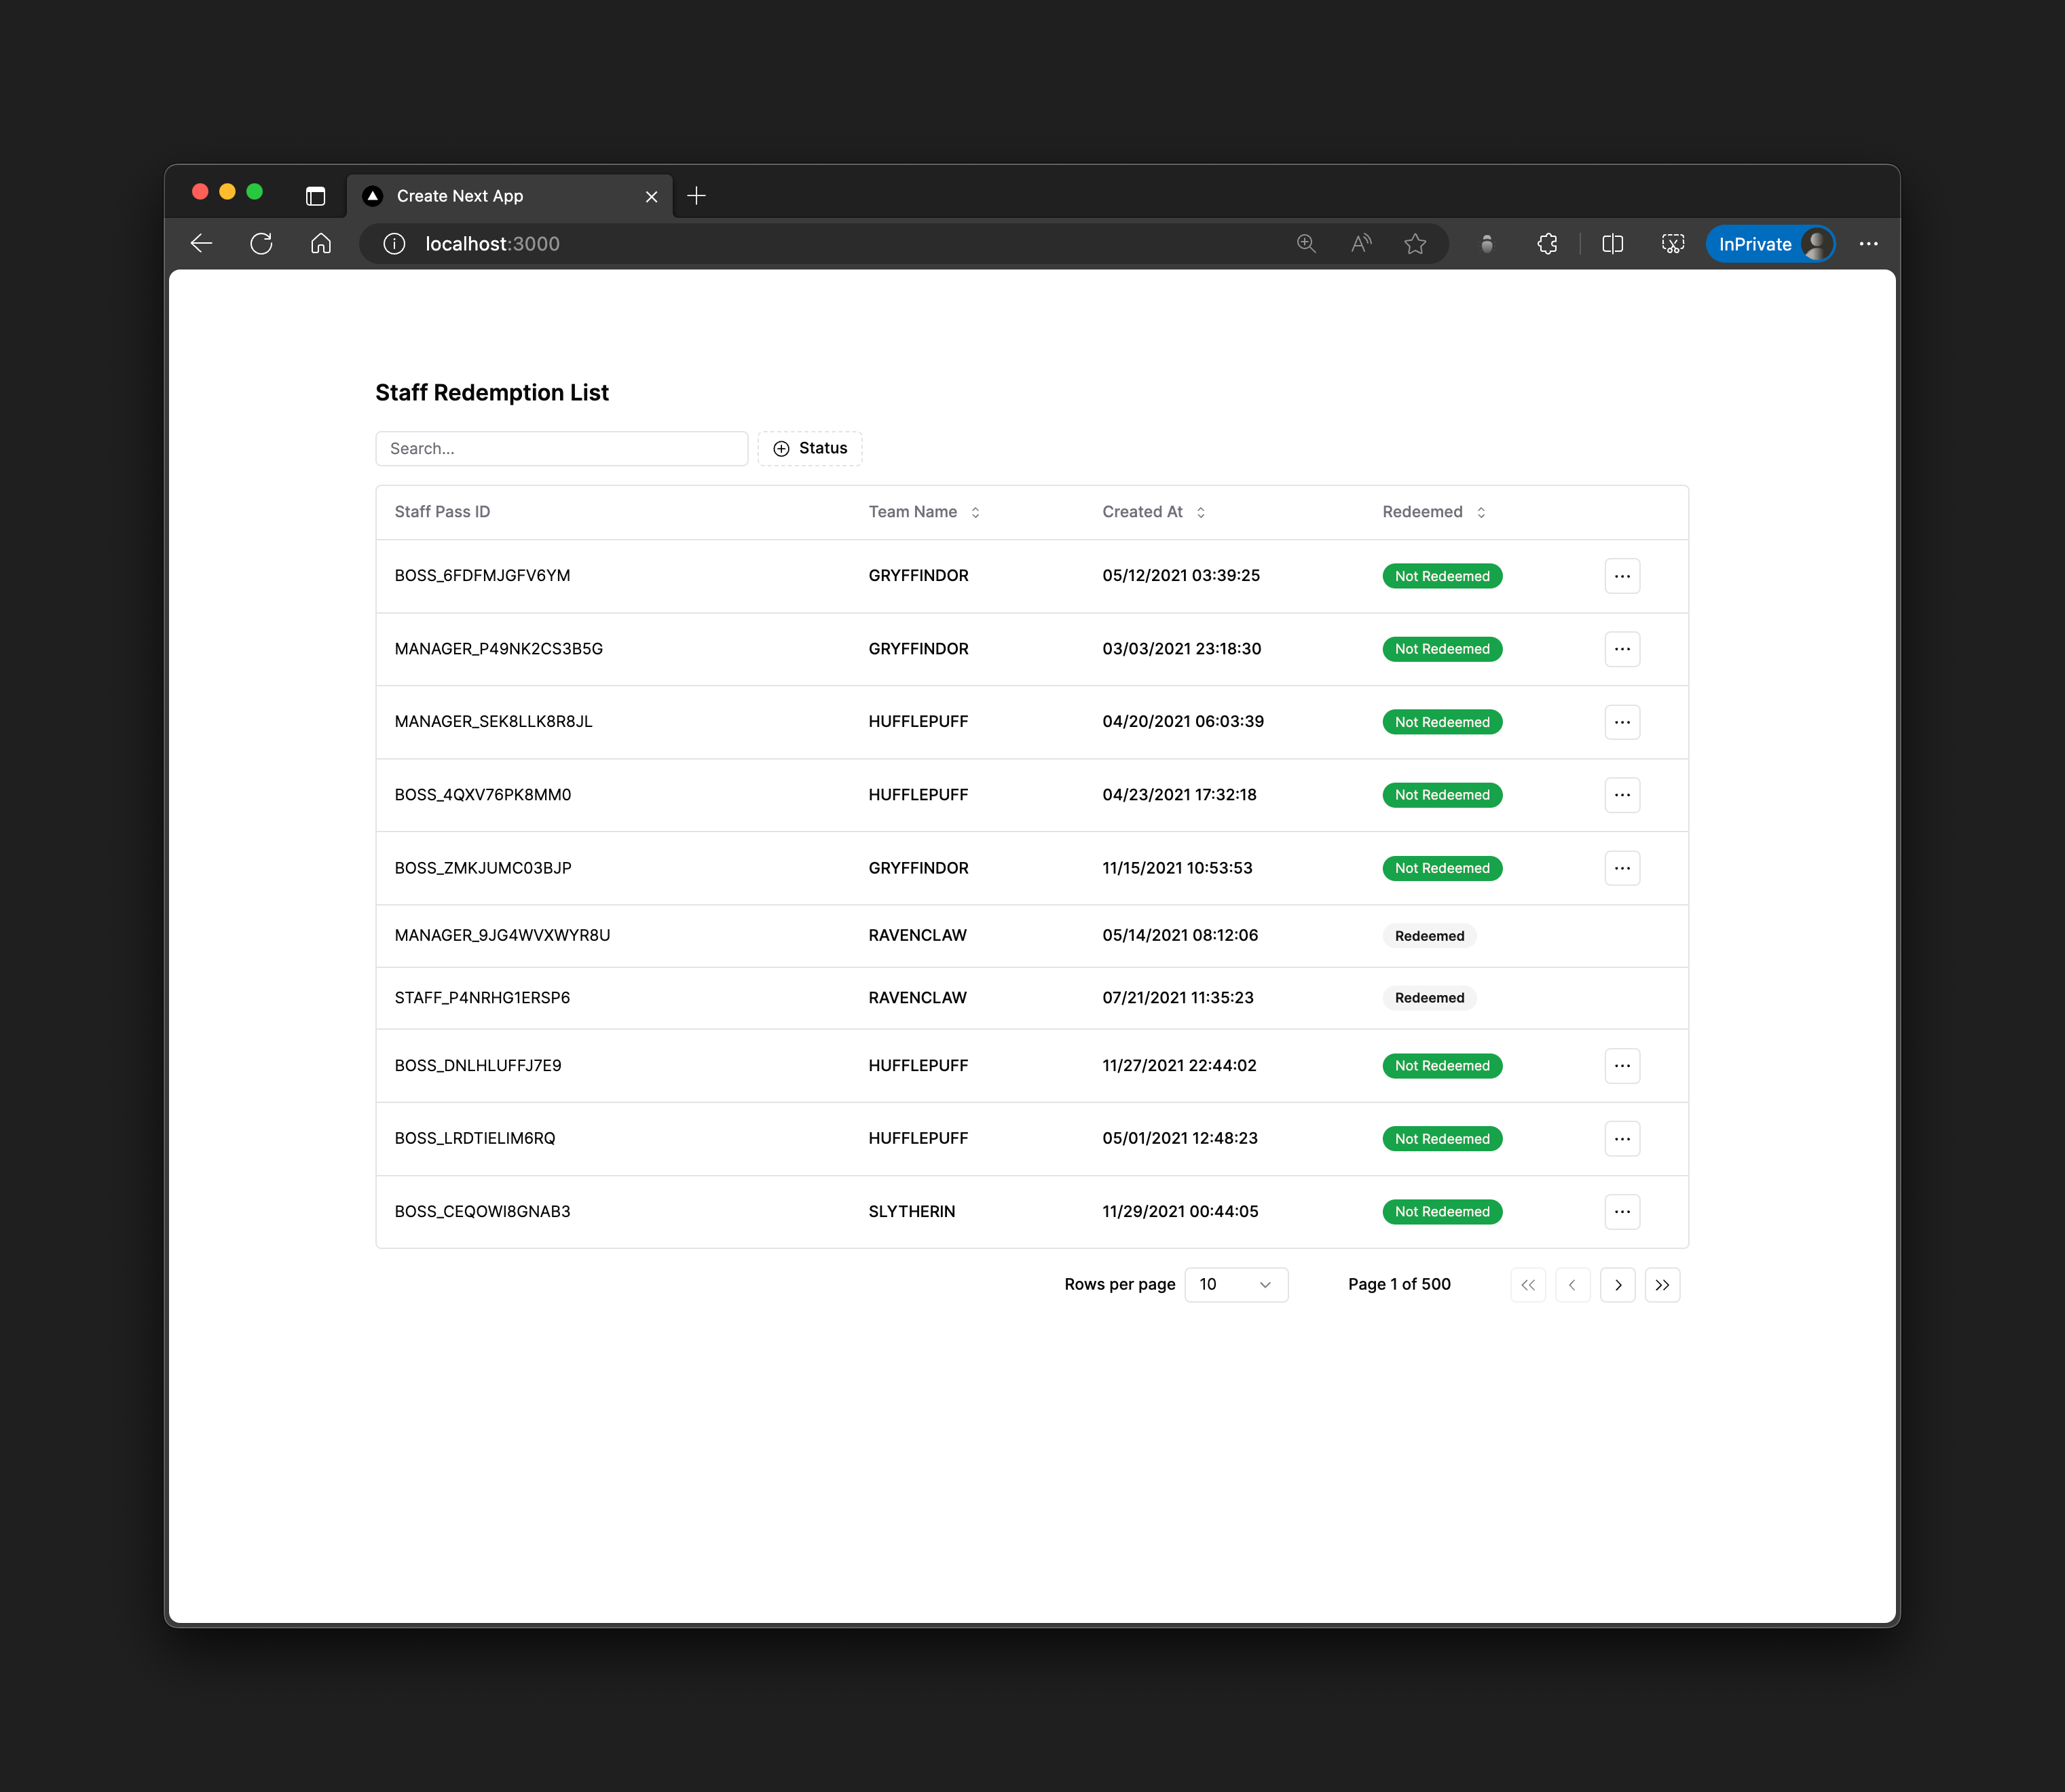 Create Next App
localhost:3000
InPrivate
Staff Redemption List
Search...
Status
Staff Pass ID Team Name Created At Redeemed
BOSS_6FDFMJGFV6YM GRYFFINDOR 05/12/2021 03:39:25 Not Redeemed
MANAGER_P49NK2CS3B5G GRYFFINDOR 03/03/2021 23:18:30 Not Redeemed
MANAGER_SEK8LLK8R8JL HUFFLEPUFF 04/20/2021 06:03:39 Not Redeemed
BOSS_4QXV76PK8MM0 HUFFLEPUFF 04/23/2021 17:32:18 Not Redeemed
BOSS_ZMKJUMC03BJP GRYFFINDOR 11/15/2021 10:53:53 Not Redeemed
MANAGER_9JG4WVXWYR8U RAVENCLAW 05/14/2021 08:12:06 Redeemed
STAFF_P4NRHG1ERSP6 RAVENCLAW 07/21/2021 11:35:23 Redeemed
BOSS_DNLHLUFFJ7E9 HUFFLEPUFF 11/27/2021 22:44:02 Not Redeemed
BOSS_LRDTIELIM6RQ HUFFLEPUFF 05/01/2021 12:48:23 Not Redeemed
BOSS_CEQOWI8GNAB3 SLYTHERIN 11/29/2021 00:44:05 Not Redeemed
Rows per page 10 Page 1 of 500